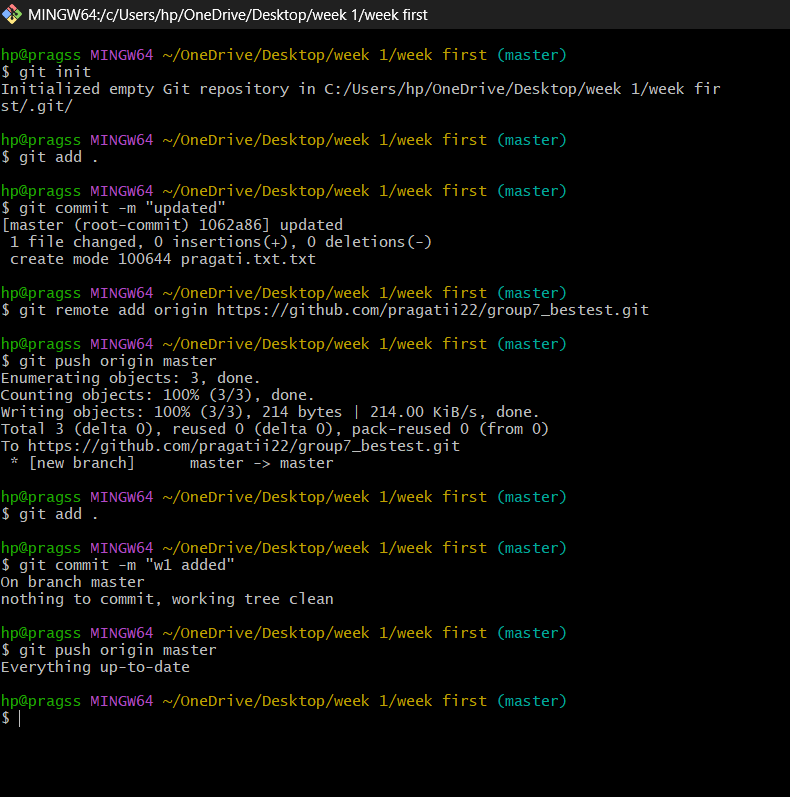 MINGW64:/c/Users/hp/OneDrive/Desktop/week 1/week first
hp@pragss MINGW64 ~/OneDrive/Desktop/week 1/week first (master)
$ git init
Initialized empty Git repository in C:/Users/hp/OneDrive/Desktop/week 1/week fir
st/.git/
hp@pragss MINGW64 ~/OneDrive/Desktop/week 1/week first (master)
$ git add .
hp@pragss MINGW64 ~/OneDrive/Desktop/week 1/week first (master)
$ git commit -m "updated"
[master (root-commit) 1062a86] updated
 1 file changed, 0 insertions(+), 0 deletions(-)
 create mode 100644 pragati.txt.txt
hp@pragss MINGW64 ~/OneDrive/Desktop/week 1/week first (master)
$ git remote add origin https://github.com/pragatii22/group7_bestest.git
hp@pragss MINGW64 ~/OneDrive/Desktop/week 1/week first (master)
$ git push origin master
Enumerating objects: 3, done.
Counting objects: 100% (3/3), done.
Writing objects: 100% (3/3), 214 bytes | 214.00 KiB/s, done.
Total 3 (delta 0), reused 0 (delta 0), pack-reused 0 (from 0)
To https://github.com/pragatii22/group7_bestest.git
 * [new branch]      master -> master
hp@pragss MINGW64 ~/OneDrive/Desktop/week 1/week first (master)
$ git add .
hp@pragss MINGW64 ~/OneDrive/Desktop/week 1/week first (master)
$ git commit -m "w1 added"
On branch master
nothing to commit, working tree clean
hp@pragss MINGW64 ~/OneDrive/Desktop/week 1/week first (master)
$ git push origin master
Everything up-to-date
hp@pragss MINGW64 ~/OneDrive/Desktop/week 1/week first (master)
$